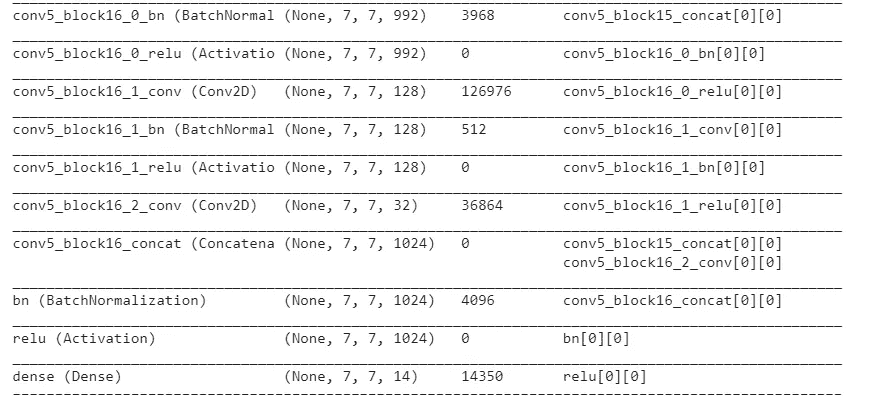 conv5_block16_0_bn (BatchNormal (None, 7, 7, 992) 3968 conv5_block15_concat[0][0]
conv5_block16_0_relu (Activatio (None, 7, 7, 992) 0 conv5_block16_0_bn[0][0]
conv5_block16_1_conv (Conv2D) (None, 7, 7, 128) 126976 conv5_block16_0_relu[0][0]
conv5_block16_1_bn (BatchNormal (None, 7, 7, 128) 512 conv5_block16_1_conv[0][0]
conv5_block16_1_relu (Activatio (None, 7, 7, 128) 0 conv5_block16_1_bn[0][0]
conv5_block16_2_conv (Conv2D) (None, 7, 7, 32) 36864 conv5_block16_1_relu[0][0]
conv5_block16_concat (Concatena (None, 7, 7, 1024) 0 conv5_block15_concat[0][0]
conv5_block16_2_conv[0][0]
bn (BatchNormalization) (None, 7, 7, 1024) 4096 conv5_block16_concat[0][0]
relu (Activation) (None, 7, 7, 1024) 0 bn[0][0]
dense (Dense) (None, 7, 7, 14) 14350 relu[0][0]